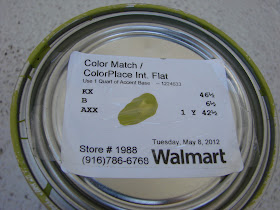 Color Match /
ColorPlace Int. Flat
Use 1 Quart of Accent Base
KX 46½
B 6½
AXX 1 Y 42½
Tuesday, May 8, 2012
Store # 1988
(916)786-6768 Walmart